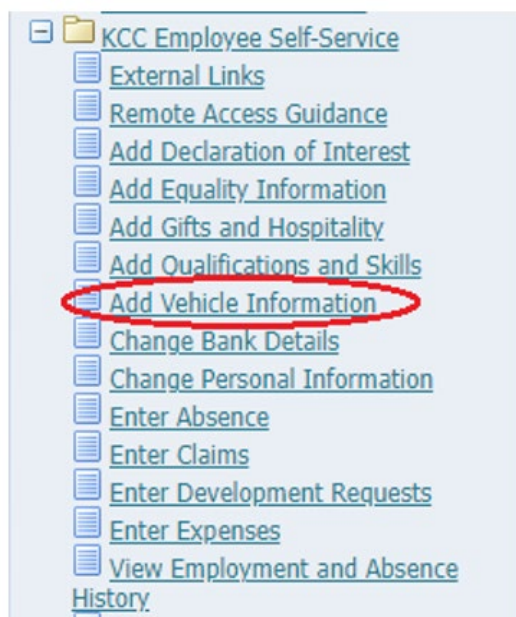 KCC Employee Self-Service
External Links
Remote Access Guidance
Add Declaration of Interest
Add Equality Information
Add Gifts and Hospitality
Add Qualifications and Skills
Add Vehicle Information
Change Bank Details
Change Personal Information
Enter Absence
Enter Claims
Enter Development Requests
Enter Expenses
View Employment and Absence
History